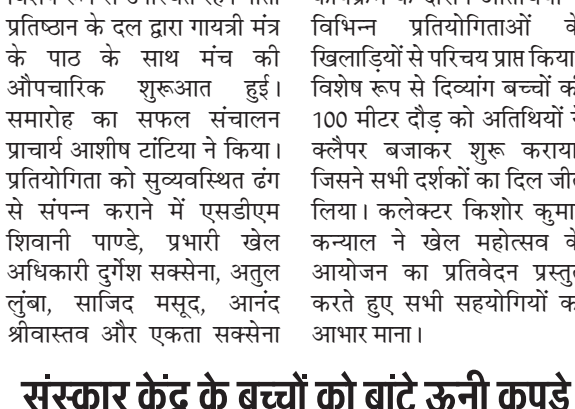 प्रतिष्ठान के दल द्वारा गायत्री मंत्र
के पाठ के साथ मंच की
औपचारिक शुरूआत हुई।
समारोह का सफल संचालन
प्राचार्य आशीष टांटिया ने किया।
प्रतियोगिता को सुव्यवस्थित ढंग
से संपन्न कराने में एसडीएम
शिवानी पाण्डे, प्रभारी खेल
अधिकारी दुर्गेश सक्सेना, अतुल
लुंबा, साजिद मसूद, आनंद
श्रीवास्तव और एकता सक्सेना
विभिन्न प्रतियोगिताओं
खिलाड़ियों से परिचय प्राप्त किया
विशेष रूप से दिव्यांग बच्चों
100 मीटर दौड़ को अतिथियों
क्लैपर बजाकर शुरू कराया
जिसने सभी दर्शकों का दिल
लिया। कलेक्टर किशोर
कन्याल ने खेल महोत्सव
आयोजन का प्रतिवेदन
करते हुए सभी सहयोगियों
आभार माना।
संस्कार केंद्र के बच्चों को बांटे ऊनी कपड़े